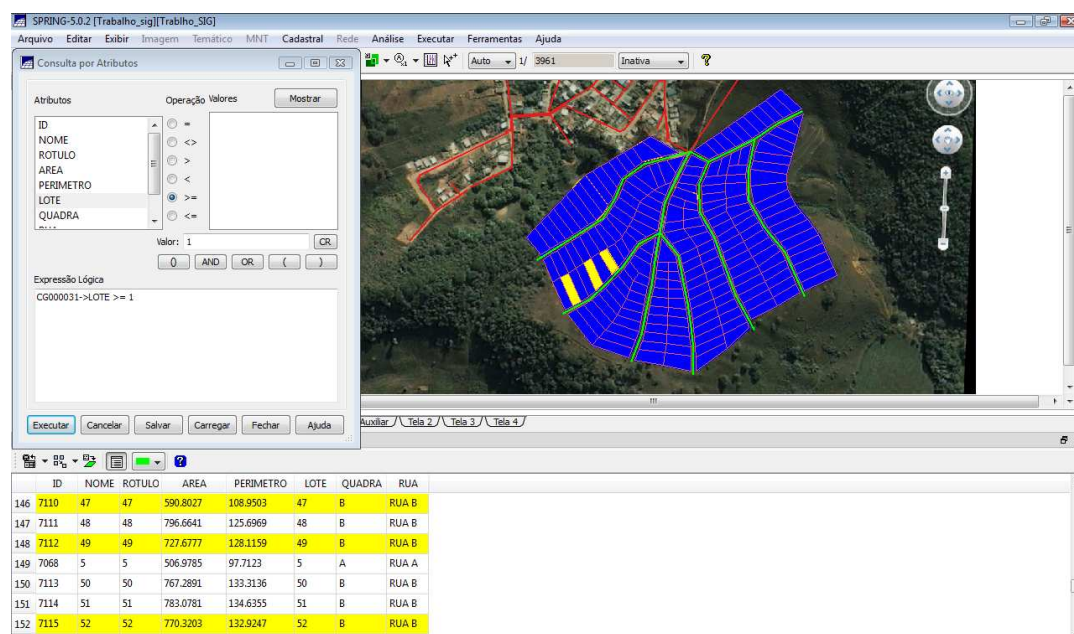 SPRING-5.0.2 [Trabalho_sig][Trablho_SIG]
Arquivo Editar Exibir Imagem Temático MNT Cadastral Rede Análise Executar Ferramentas Ajuda
Auto 1/ 3961 Inativa
Consulta por Atributos
Atributos Operação Valores Mostrar
ID =
NOME <>
ROTULO >
AREA <
PERIMETRO
LOTE >=
QUADRA <=
Valor: 1 CR
() AND OR ( )
Expressão Lógica
CG000031->LOTE >= 1
Executar Cancelar Salvar Carregar Fechar Ajuda
Auxiliar Tela 2 Tela 3 Tela 4
ID NOME ROTULO AREA PERIMETRO LOTE QUADRA RUA
146 7110 47 47 590.8027 108.9503 47 B RUA B
147 7111 48 48 796.6641 125.6969 48 B RUA B
148 7112 49 49 727.6777 128.1159 49 B RUA B
149 7068 5 5 506.9785 97.7123 5 A RUA A
150 7113 50 50 767.2891 133.3136 50 B RUA B
151 7114 51 51 783.0781 134.6355 51 B RUA B
152 7115 52 52 770.3203 132.9247 52 B RUA B